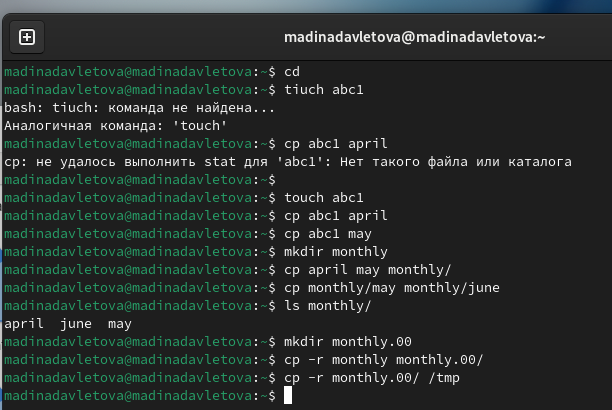 madinadavletova@madinadavletova:~
madinadavletova@madinadavletova:~$ cd
madinadavletova@madinadavletova:~$ tiuch abc1
bash: tiuch: команда не найдена...
Аналогичная команда: 'touch'
madinadavletova@madinadavletova:~$ cp abc1 april
cp: не удалось выполнить stat для 'abc1': Нет такого файла или каталога
madinadavletova@madinadavletova:~$
madinadavletova@madinadavletova:~$ touch abc1
madinadavletova@madinadavletova:~$ cp abc1 april
madinadavletova@madinadavletova:~$ cp abc1 may
madinadavletova@madinadavletova:~$ mkdir monthly
madinadavletova@madinadavletova:~$ cp april may monthly/
madinadavletova@madinadavletova:~$ cp monthly/may monthly/june
madinadavletova@madinadavletova:~$ ls monthly/
april  june  may
madinadavletova@madinadavletova:~$ mkdir monthly.00
madinadavletova@madinadavletova:~$ cp -r monthly monthly.00/
madinadavletova@madinadavletova:~$ cp -r monthly.00/ /tmp
madinadavletova@madinadavletova:~$